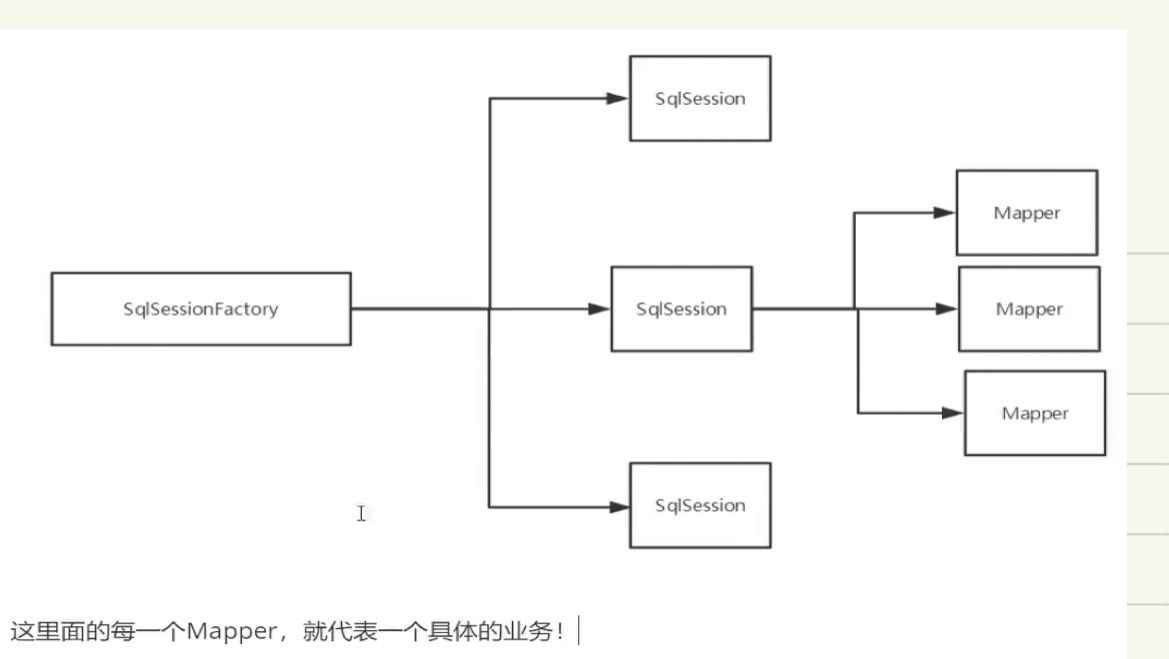 SqlSession
Mapper
SqlSessionFactory
SqlSession
Mapper
Mapper
SqlSession
这里面的每一个Mapper，就代表一个具体的业务！